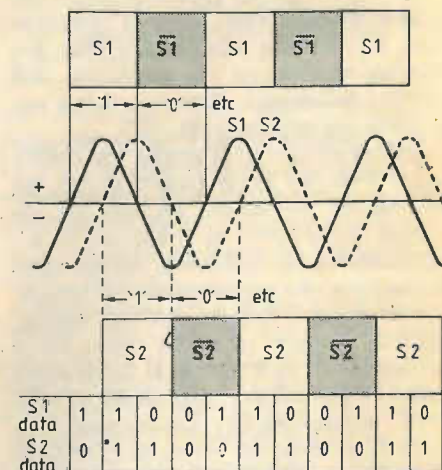 S1 S̅1̅ S1 S̅1̅ S1
'1' '0' etc
S1 S2
+
−
'1' '0' etc
S2 S̅2̅ S2 S̅2̅ S2
S1 data 1 1 0 0 1 1 0 0 1 1 0
S2 data 0 1 1 0 0 1 1 0 0 1 1